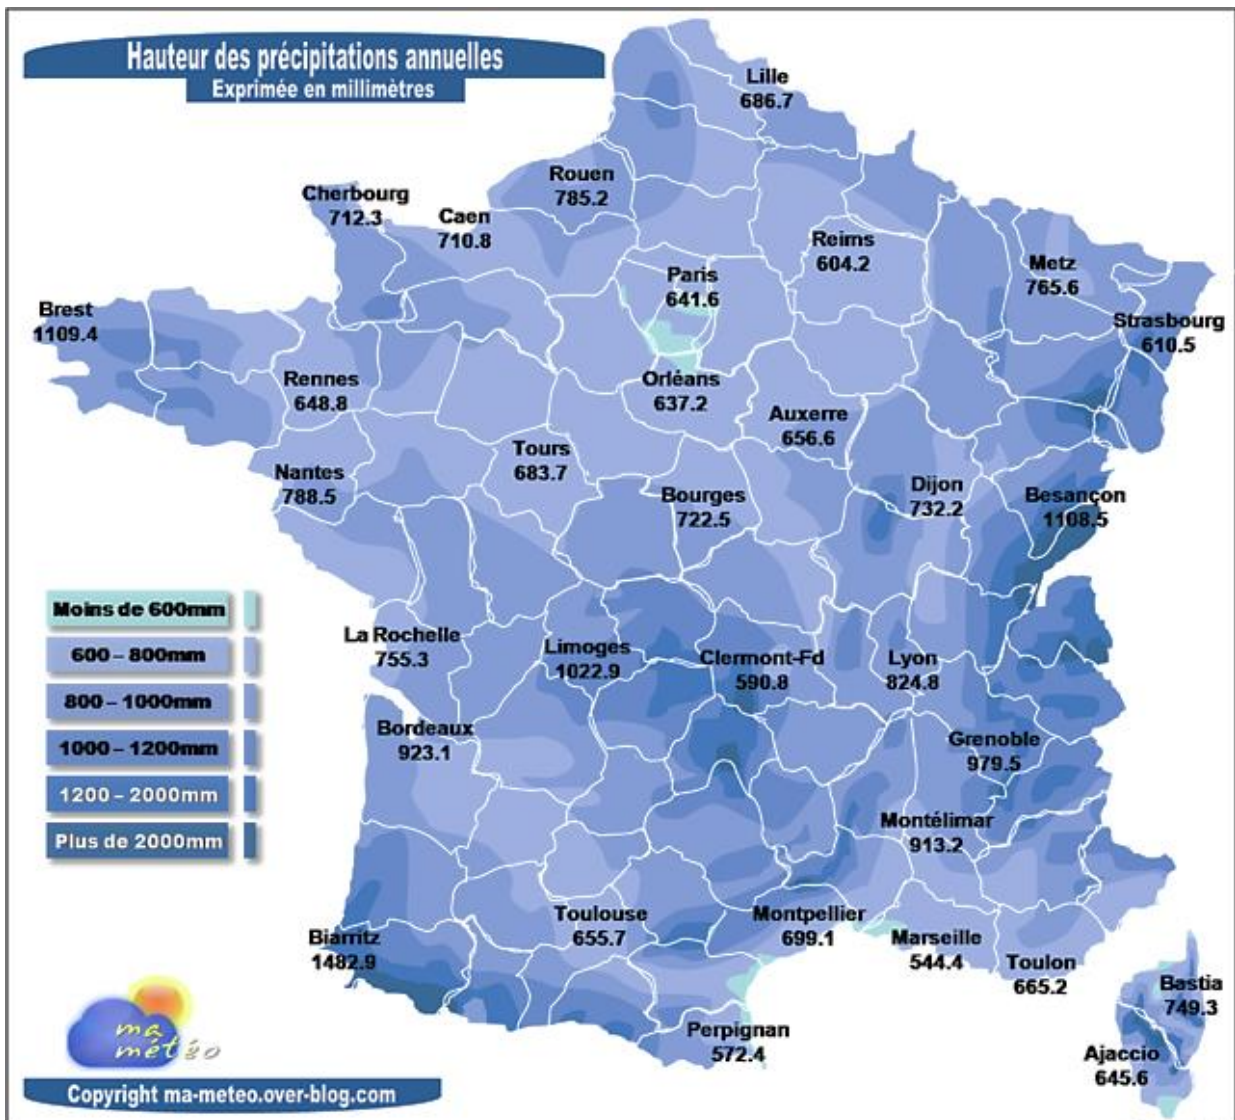 Hauteur des précipitations annuelles
Exprimée en millimètres
Lille
686.7
Rouen
785.2
Cherbourg
712.3
Caen
710.8
Reims
604.2
Metz
765.6
Paris
641.6
Brest
1109.4
Strasbourg
610.5
Rennes
648.8
Orléans
637.2
Auxerre
656.6
Tours
683.7
Nantes
788.5
Bourges
722.5
Dijon
732.2
Besançon
1108.5
Moins de 600mm
600 – 800mm
800 – 1000mm
1000 – 1200mm
1200 – 2000mm
Plus de 2000mm
La Rochelle
755.3
Limoges
1022.9
Clermont-Fd
590.8
Lyon
824.8
Bordeaux
923.1
Grenoble
979.5
Montélimar
913.2
Biarritz
1482.9
Toulouse
655.7
Montpellier
699.1
Marseille
544.4
Toulon
665.2
Bastia
749.3
Perpignan
572.4
Ajaccio
645.6
ma
météo
Copyright ma-meteo.over-blog.com